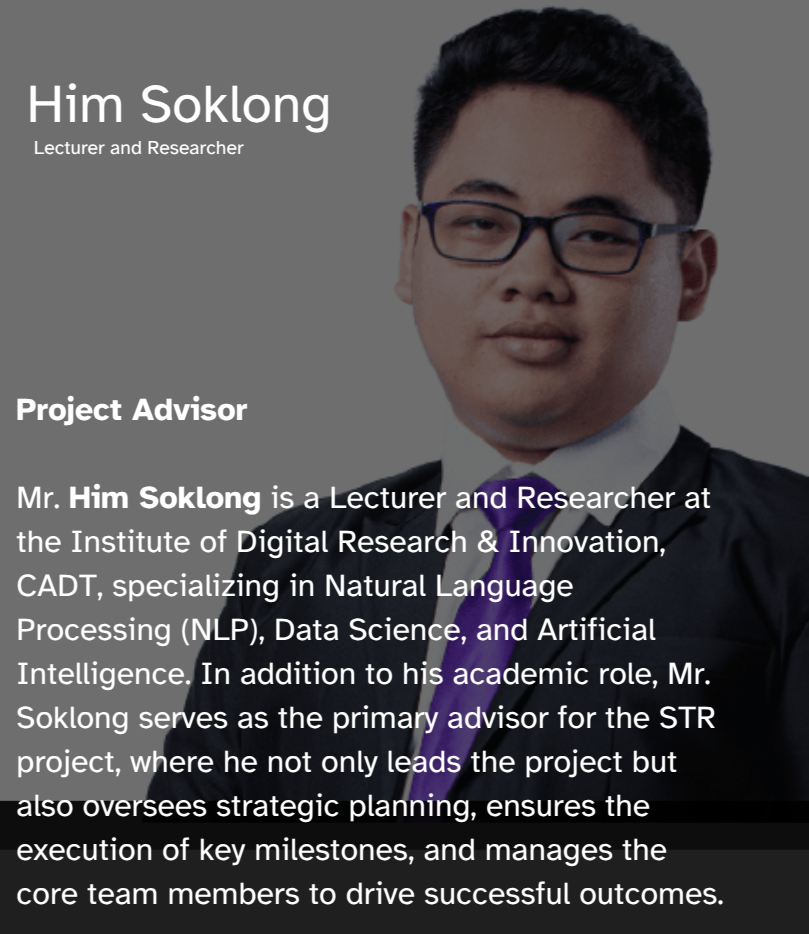 Him Soklong
Lecturer and Researcher
Project Advisor
Mr. Him Soklong is a Lecturer and Researcher at
the Institute of Digital Research & Innovation,
CADT, specializing in Natural Language
Processing (NLP), Data Science, and Artificial
Intelligence. In addition to his academic role, Mr.
Soklong serves as the primary advisor for the STR
project, where he not only leads the project but
also oversees strategic planning, ensures the
execution of key milestones, and manages the
core team members to drive successful outcomes.